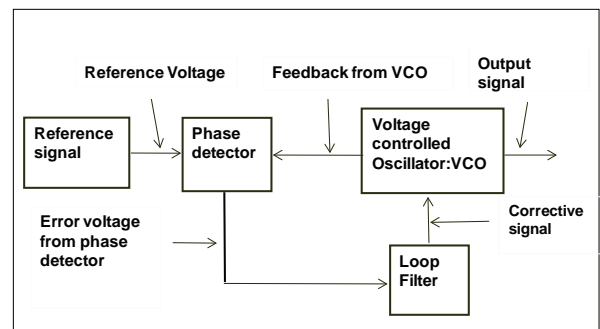 Reference Voltage
Feedback from VCO
Output
signal
Reference
signal
Phase
detector
Voltage
controlled
Oscillator:VCO
Error voltage
from phase
detector
Corrective
signal
Loop
Filter